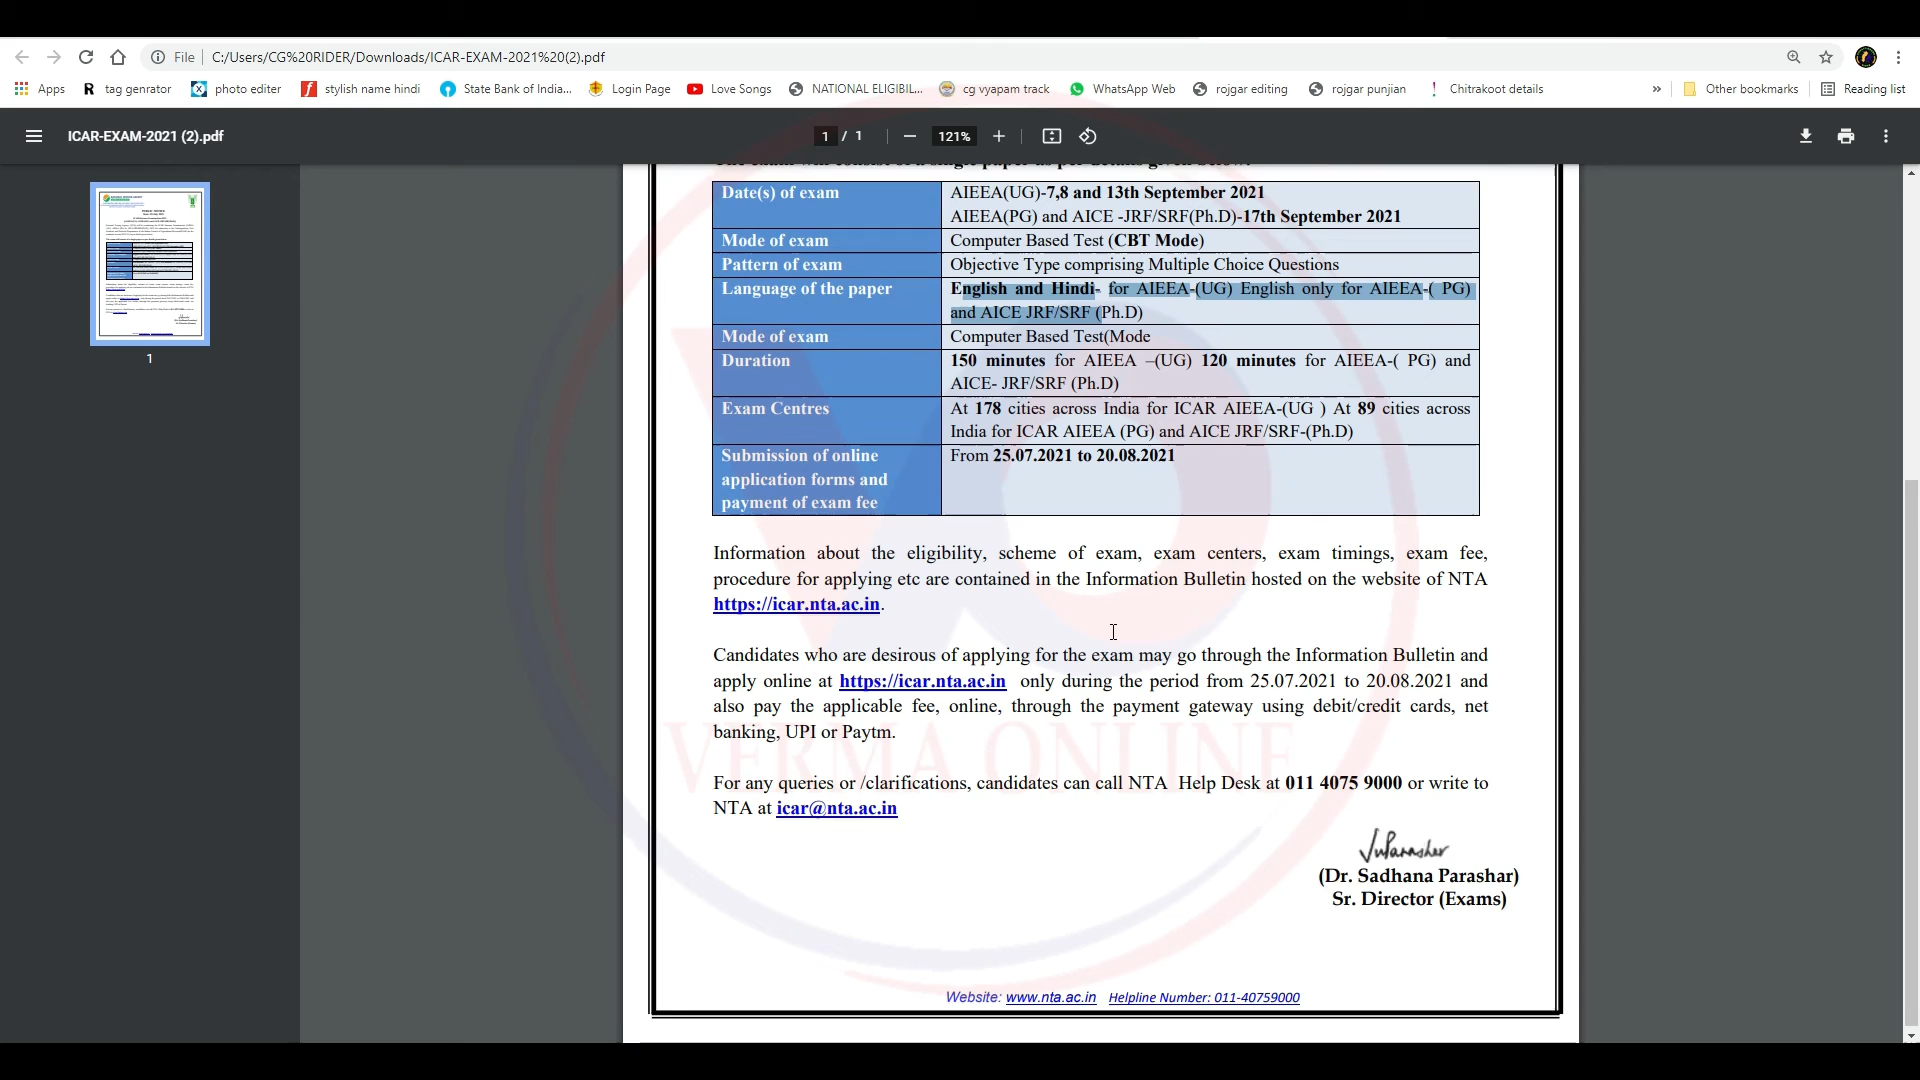 File C:/Users/CG%20RIDER/Downloads/ICAR-EXAM-2021%20(2).pdf
Apps tag genrator photo editer stylish name hindi State Bank of India... Login Page Love Songs NATIONAL ELIGIBIL... cg vyapam track WhatsApp Web rojgar editing rojgar punjian Chitrakoot details » Other bookmarks Reading list
ICAR-EXAM-2021 (2).pdf 1 / 1 121%
1
Date(s) of exam AIEEA(UG)-7,8 and 13th September 2021
AIEEA(PG) and AICE -JRF/SRF(Ph.D)-17th September 2021
Mode of exam Computer Based Test (CBT Mode)
Pattern of exam Objective Type comprising Multiple Choice Questions
Language of the paper English and Hindi- for AIEEA-(UG) English only for AIEEA-( PG)
and AICE JRF/SRF (Ph.D)
Mode of exam Computer Based Test(Mode
Duration 150 minutes for AIEEA –(UG) 120 minutes for AIEEA-( PG) and
AICE- JRF/SRF (Ph.D)
Exam Centres At 178 cities across India for ICAR AIEEA-(UG ) At 89 cities across
India for ICAR AIEEA (PG) and AICE JRF/SRF-(Ph.D)
Submission of online From 25.07.2021 to 20.08.2021
application forms and
payment of exam fee
Information about the eligibility, scheme of exam, exam centers, exam timings, exam fee,
procedure for applying etc are contained in the Information Bulletin hosted on the website of NTA
https://icar.nta.ac.in.
Candidates who are desirous of applying for the exam may go through the Information Bulletin and
apply online at https://icar.nta.ac.in only during the period from 25.07.2021 to 20.08.2021 and
also pay the applicable fee, online, through the payment gateway using debit/credit cards, net
banking, UPI or Paytm.
VERMA ONLINE
For any queries or /clarifications, candidates can call NTA Help Desk at 011 4075 9000 or write to
NTA at icar@nta.ac.in
(Dr. Sadhana Parashar)
Sr. Director (Exams)
Website: www.nta.ac.in Helpline Number: 011-40759000